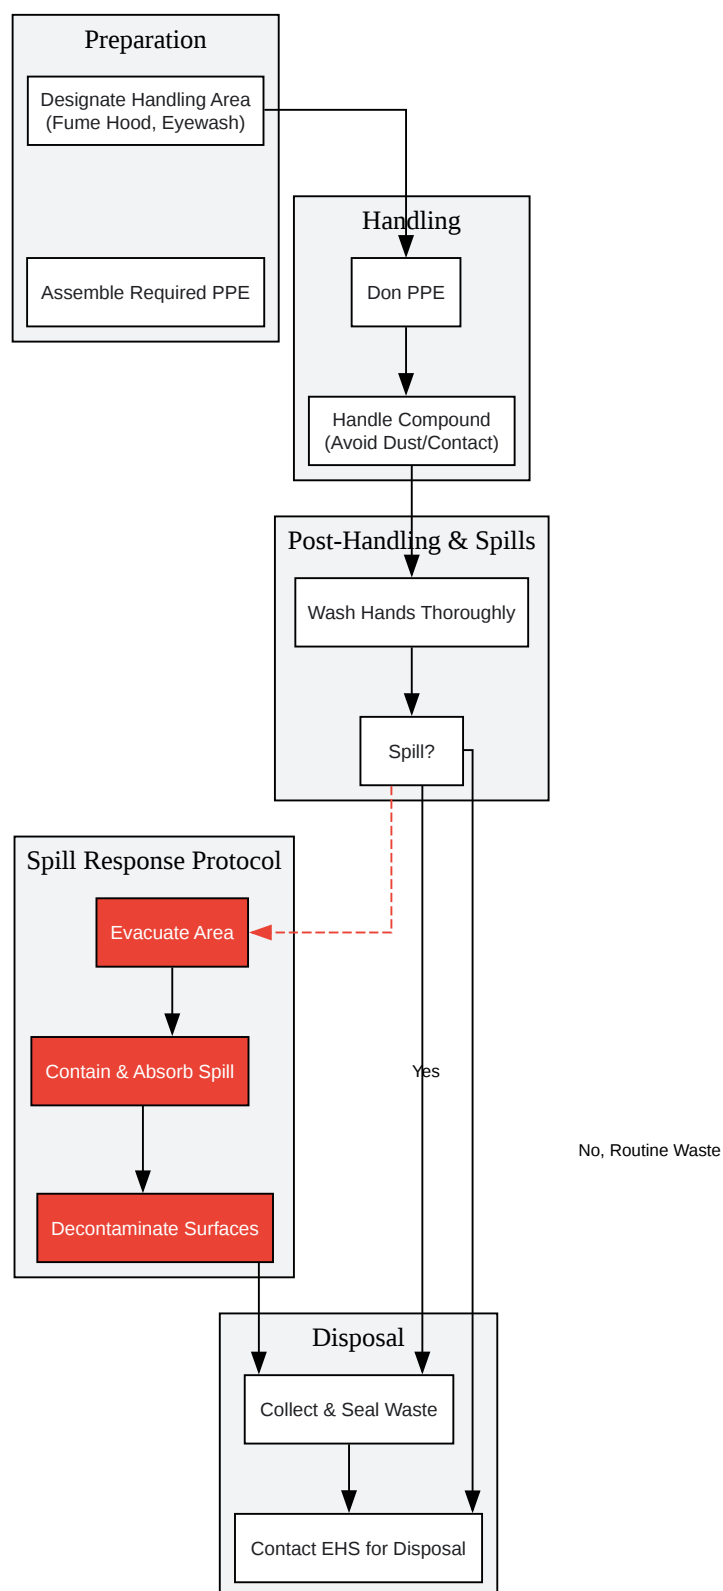 Preparation
Designate Handling Area
(Fume Hood, Eyewash)
Assemble Required PPE
Handling
Don PPE
Handle Compound
(Avoid Dust/Contact)
Post-Handling & Spills
Wash Hands Thoroughly
Spill?
Spill Response Protocol
Evacuate Area
Contain & Absorb Spill
Yes
No, Routine Waste
Decontaminate Surfaces
Disposal
Collect & Seal Waste
Contact EHS for Disposal